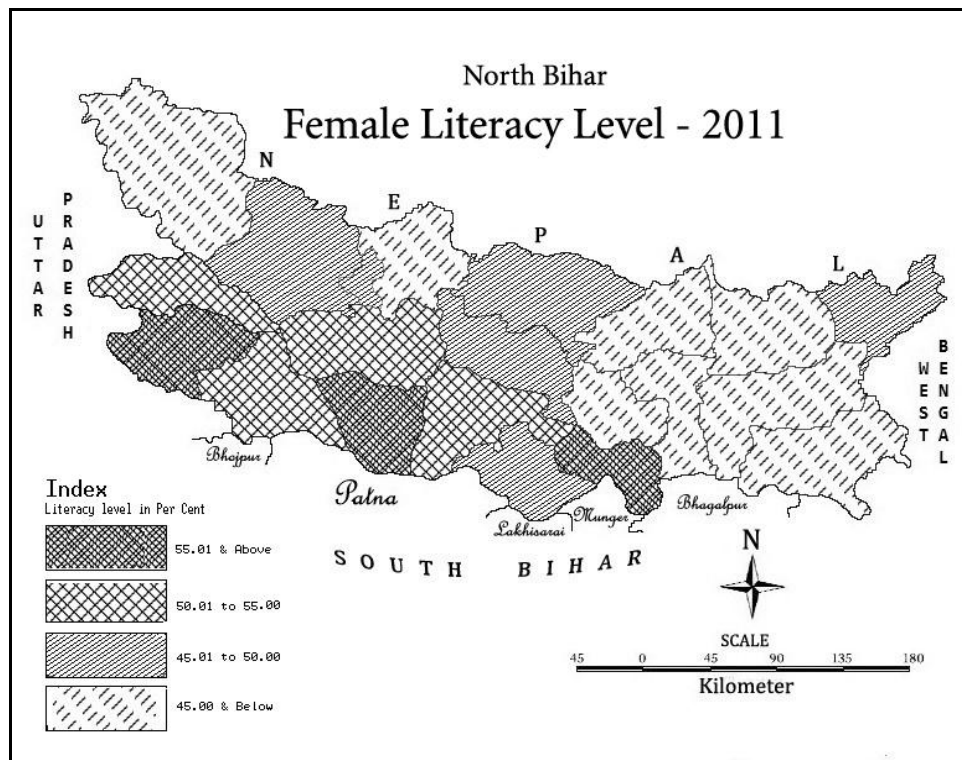 North Bihar
Female Literacy Level - 2011
N E P A L
UTTAR
PRADESH
WEST
BENGAL
Bhojpur
Patna
Lakhisarai
Munger
Bhagalpur
SOUTH BIHAR
Index
Literacy level in Per Cent
55.01 & Above
50.01 to 55.00
45.01 to 50.00
45.00 & Below
N
SCALE
45 0 45 90 135 180
Kilometer